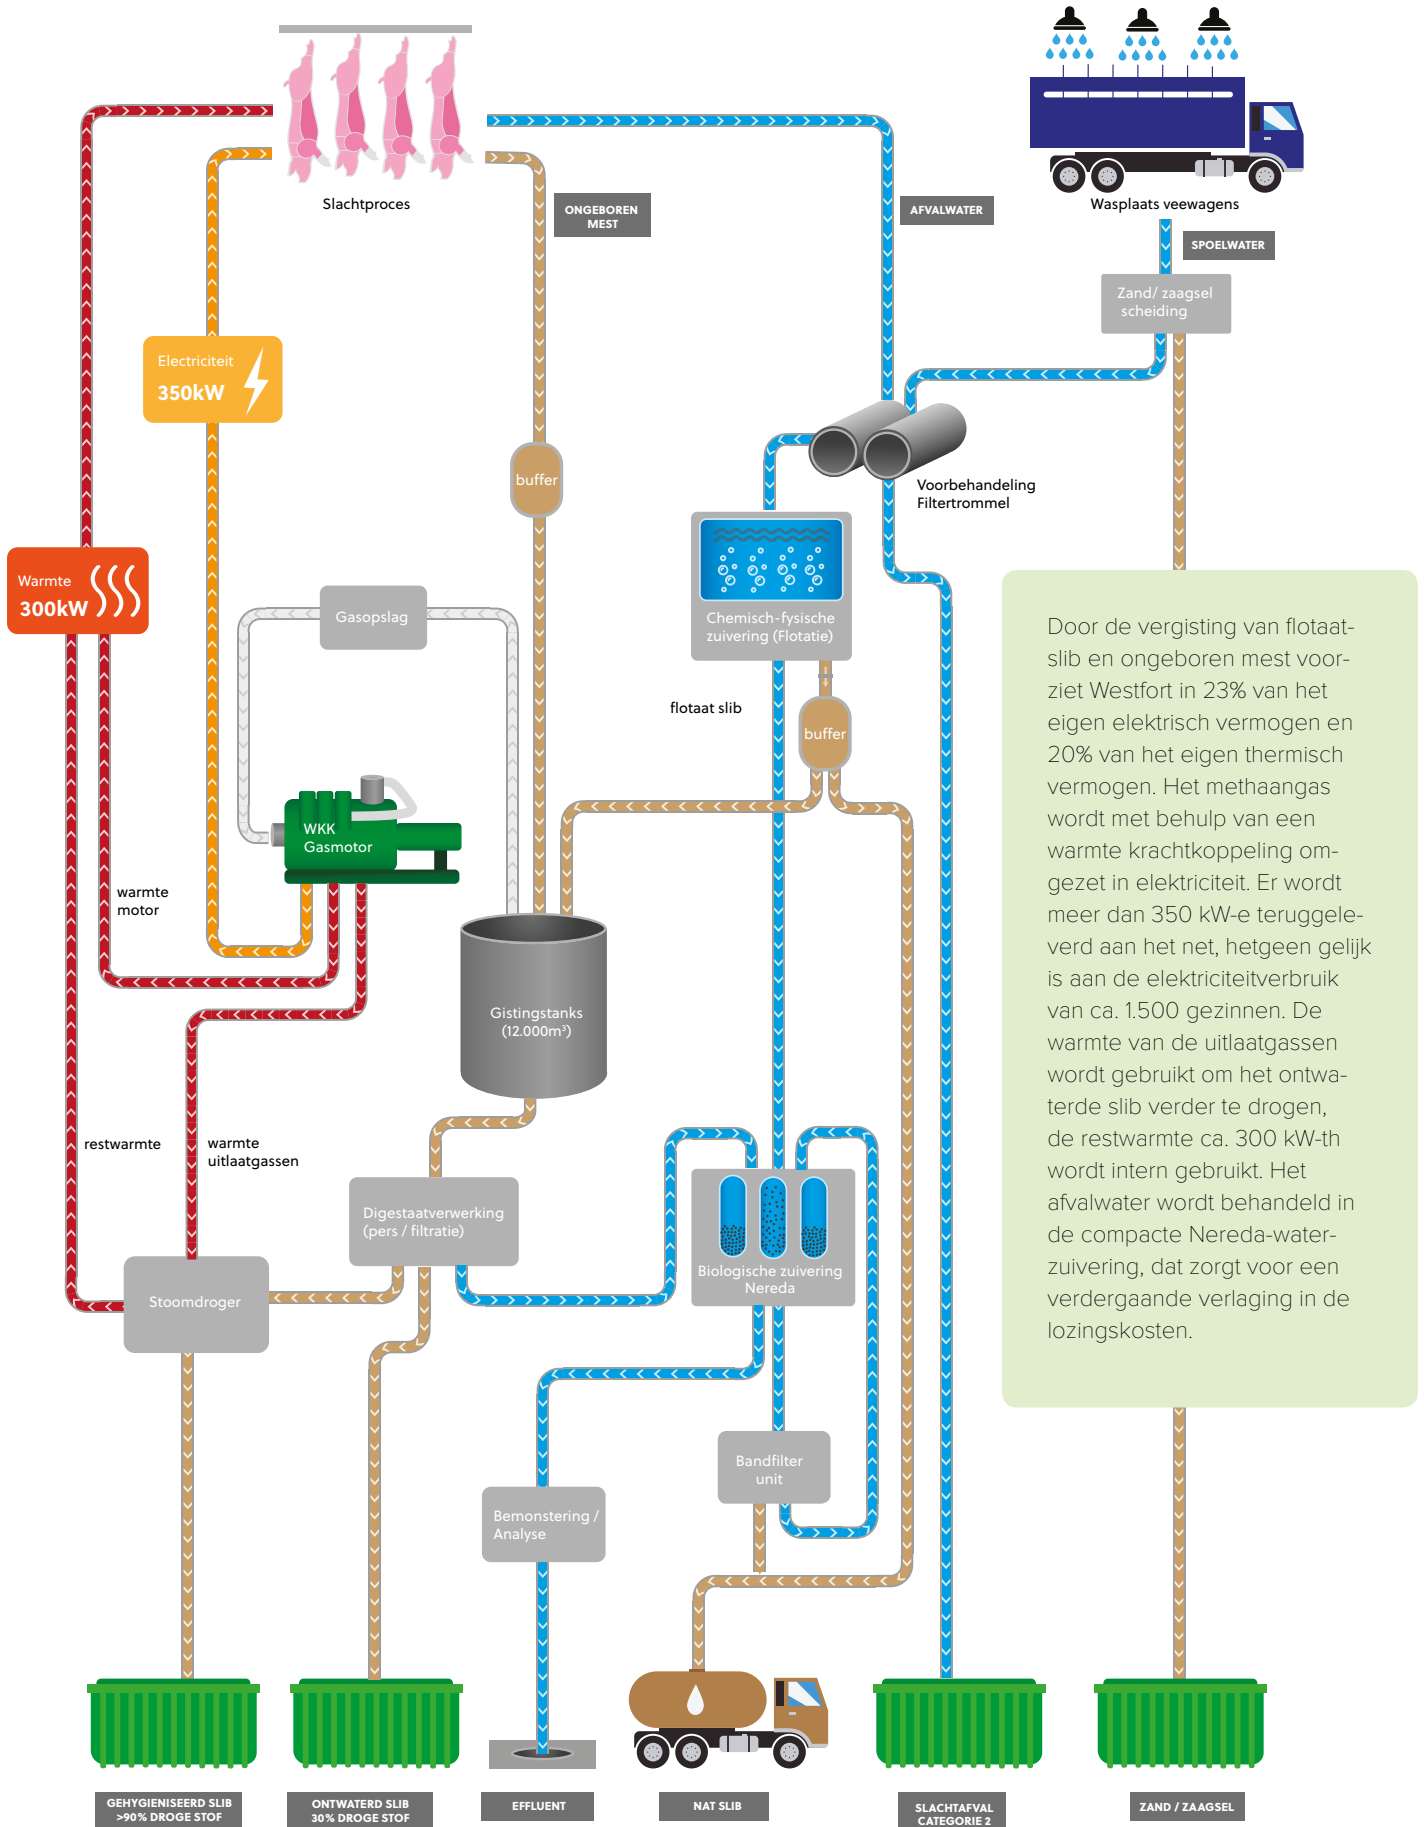 Slachtproces
ONGEBOREN
MEST
AFVALWATER
Wasplaats veewagens
SPOELWATER
Zand/ zaagsel
scheiding
Electriciteit
350kW
buffer
Voorbehandeling
Filtertrommel
Warmte
300kW
Gasopslag
Chemisch-fysische
zuivering (Flotatie)
flotaat slib
buffer
WKK
Gasmotor
warmte
motor
Gistingstanks
(12.000m³)
restwarmte
warmte
uitlaatgassen
Digestaatverwerking
(pers / filtratie)
Biologische zuivering
Nereda
Stoomdroger
Bandfilter
unit
Bemonstering /
Analyse
Door de vergisting van flotaat-
slib en ongeboren mest voor-
ziet Westfort in 23% van het
eigen elektrisch vermogen en
20% van het eigen thermisch
vermogen. Het methaangas
wordt met behulp van een
warmte krachtkoppeling om-
gezet in elektriciteit. Er wordt
meer dan 350 kW-e teruggele-
verd aan het net, hetgeen gelijk
is aan de elektriciteitverbruik
van ca. 1.500 gezinnen. De
warmte van de uitlaatgassen
wordt gebruikt om het ontwa-
terde slib verder te drogen,
de restwarmte ca. 300 kW-th
wordt intern gebruikt. Het
afvalwater wordt behandeld in
de compacte Nereda-water-
zuivering, dat zorgt voor een
verdergaande verlaging in de
lozingskosten.
GEHYGIENISEERD SLIB
>90% DROGE STOF
ONTWATERD SLIB
30% DROGE STOF
EFFLUENT
NAT SLIB
SLACHTAFVAL
CATEGORIE 2
ZAND / ZAAGSEL